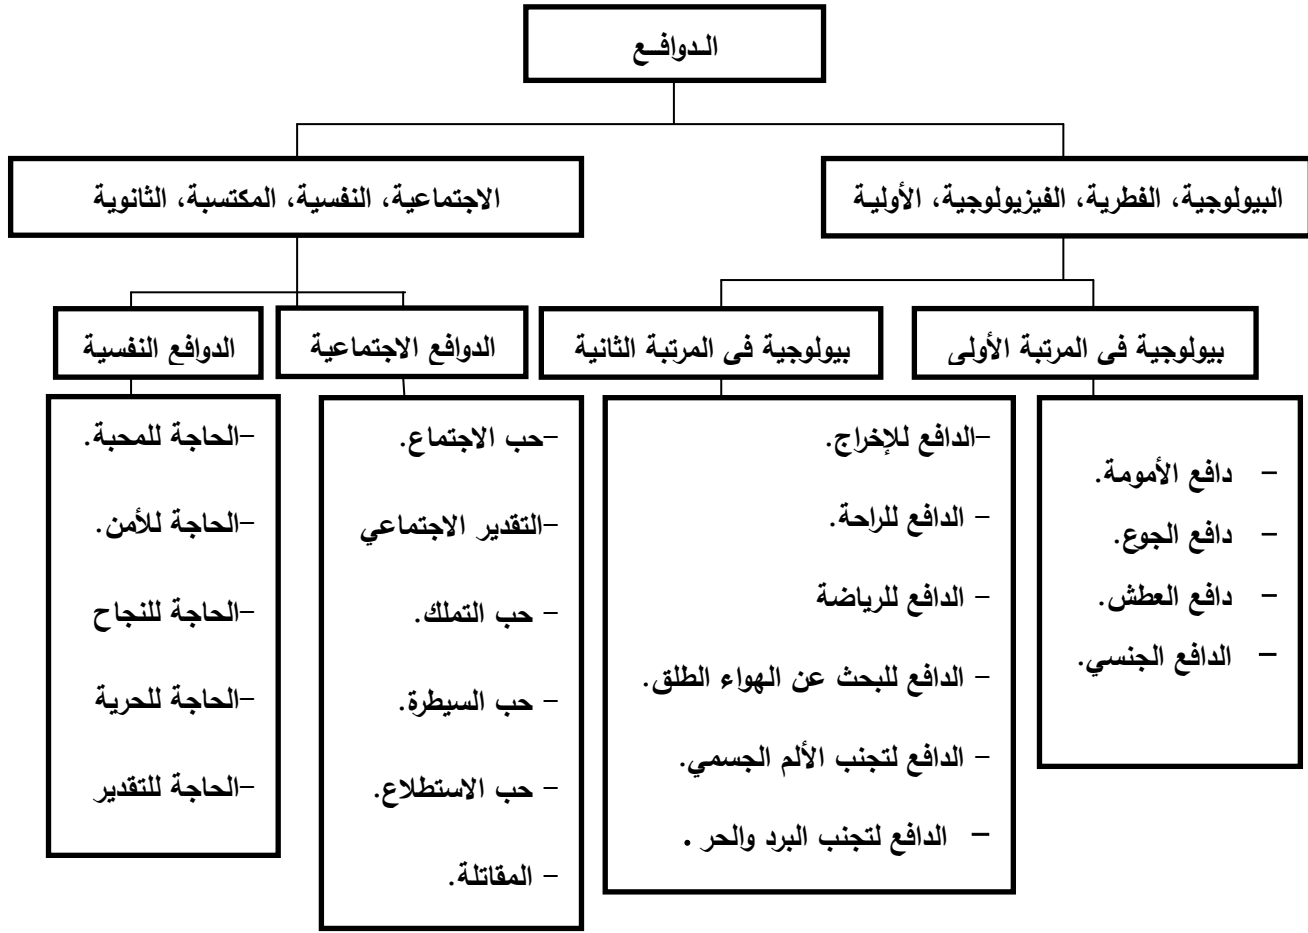 الـدوافــع
البيولوجية، الفطرية، الفيزيولوجية، الأولية
الاجتماعية، النفسية، المكتسبة، الثانوية
بيولوجية في المرتبة الأولى
بيولوجية في المرتبة الثانية
الدوافع الاجتماعية
الدوافع النفسية
– دافع الأمومة.
– دافع الجوع.
– دافع العطش.
– الدافع الجنسي.
–الدافع للإخراج.
– الدافع للراحة.
– الدافع للرياضة
– الدافع للبحث عن الهواء الطلق.
– الدافع لتجنب الألم الجسمي.
– الدافع لتجنب البرد والحر .
–حب الاجتماع.
–التقدير الاجتماعي
– حب التملك.
– حب السيطرة.
– حب الاستطلاع.
– المقاتلة.
–الحاجة للمحبة.
–الحاجة للأمن.
–الحاجة للنجاح
–الحاجة للحرية
–الحاجة للتقدير